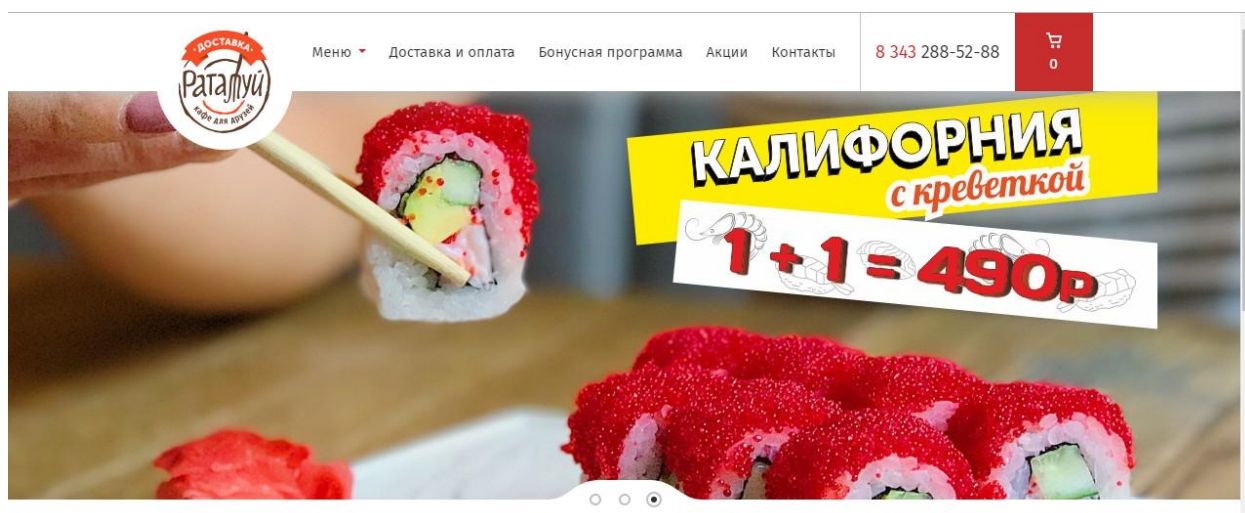 ДОСТАВКА
Рататуй
кафе для друзей
Меню
Доставка и оплата
Бонусная программа
Акции
Контакты
8 343 288-52-88
0
КАЛИФОРНИЯ
с креветкой
1 + 1 = 490р